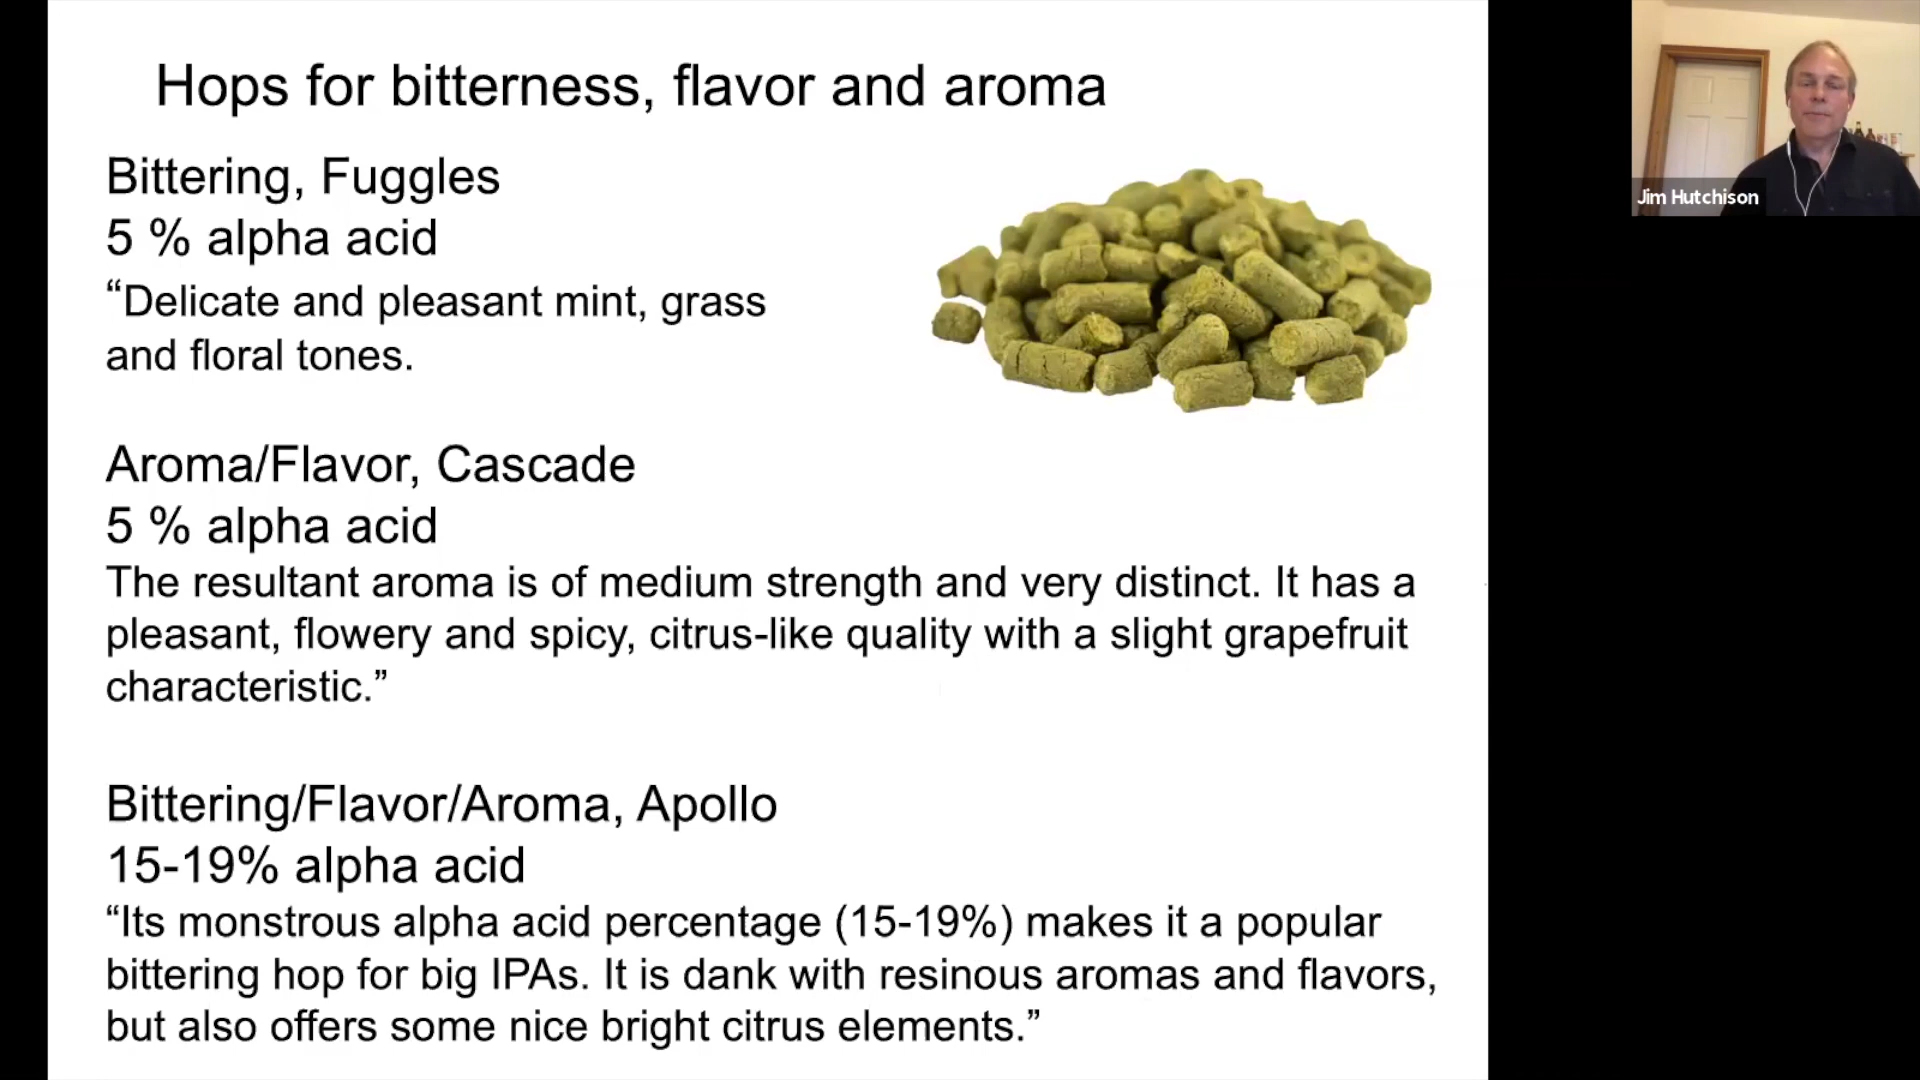 Hops for bitterness, flavor and aroma
Bittering, Fuggles
5 % alpha acid
“Delicate and pleasant mint, grass
and floral tones.
Aroma/Flavor, Cascade
5 % alpha acid
The resultant aroma is of medium strength and very distinct. It has a
pleasant, flowery and spicy, citrus-like quality with a slight grapefruit
characteristic.”
Bittering/Flavor/Aroma, Apollo
15-19% alpha acid
“Its monstrous alpha acid percentage (15-19%) makes it a popular
bittering hop for big IPAs. It is dank with resinous aromas and flavors,
but also offers some nice bright citrus elements.”
Jim Hutchison